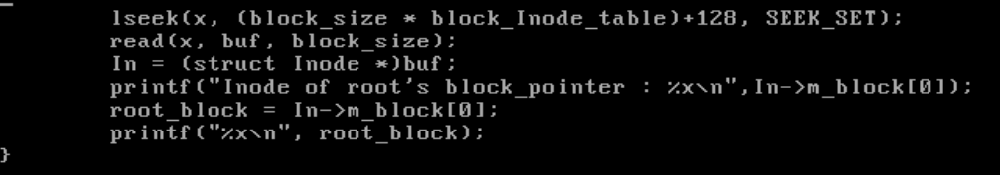 lseek(x, (block_size * block_Inode_table)+128, SEEK_SET);
read(x, buf, block_size);
In = (struct Inode *)buf;
printf("Inode of root's block_pointer : %x\n",In->m_block[0]);
root_block = In->m_block[0];
printf("%x\n", root_block);
}